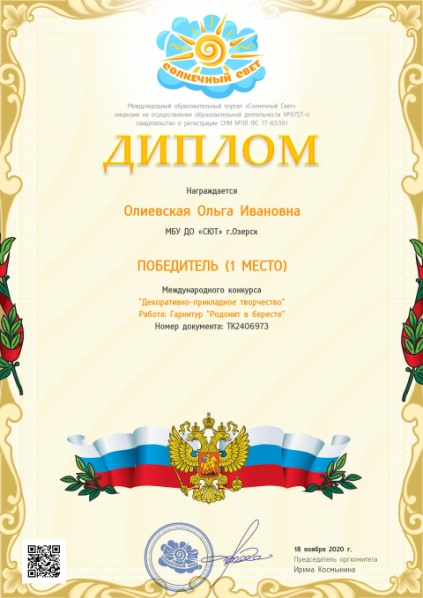 СОЛНЕЧНЫЙ СВЕТ
Международный образовательный портал «Солнечный Свет»
лицензия на осуществление образовательной деятельности №9757-л
свидетельство о регистрации СМИ №ЭЛ ФС 77-65391
ДИПЛОМ
Награждается
Олиевская Ольга Ивановна
МБУ ДО «СЮТ» г.Озерск
ПОБЕДИТЕЛЬ (1 МЕСТО)
Международного конкурса
"Декоративно-прикладное творчество"
Работа: Гарнитур "Родонит в бересте"
Номер документа: ТК2406973
18 ноября 2020 г.
Председатель оргкомитета
Ирина Космынина